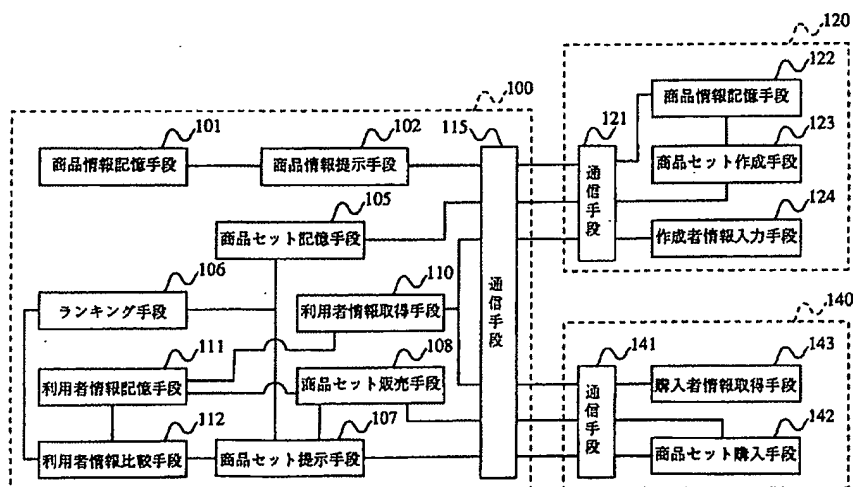 120
122
商品情報記憶手段
100
115
121
123
101
102
商品情報記憶手段
商品情報提示手段
通信手段
商品セット作成手段
105
124
商品セット記憶手段
作成者情報入力手段
106
110
通信手段
ランキング手段
利用者情報取得手段
140
111
108
141
143
利用者情報記憶手段
商品セット販売手段
通信手段
購入者情報取得手段
112
107
142
利用者情報比較手段
商品セット提示手段
商品セット購入手段